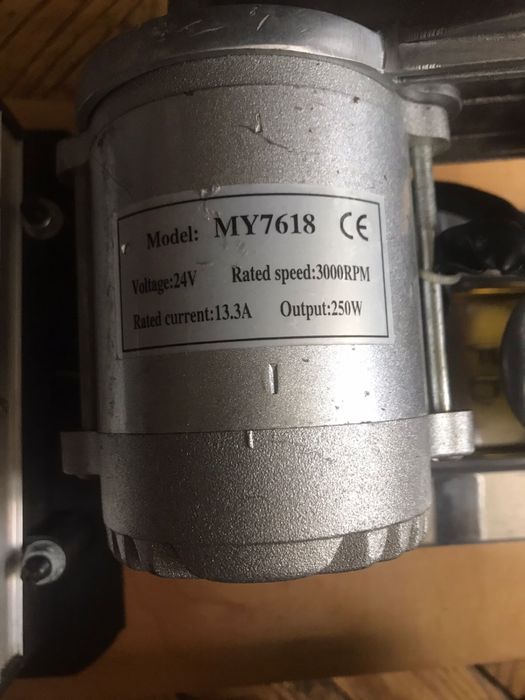 Model: MY7618 CE
Voltage:24V Rated speed:3000RPM
Rated current:13.3A Output:250W